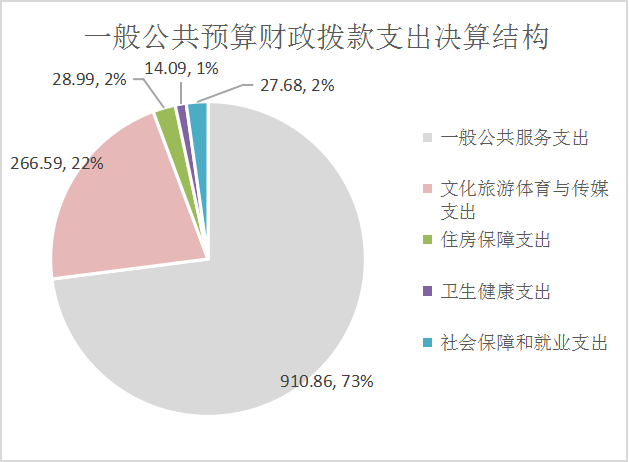 一般公共预算财政拨款支出决算结构
28.99, 2%
14.09, 1%
27.68, 2%
266.59, 22%
910.86, 73%
一般公共服务支出
文化旅游体育与传媒
支出
住房保障支出
卫生健康支出
社会保障和就业支出